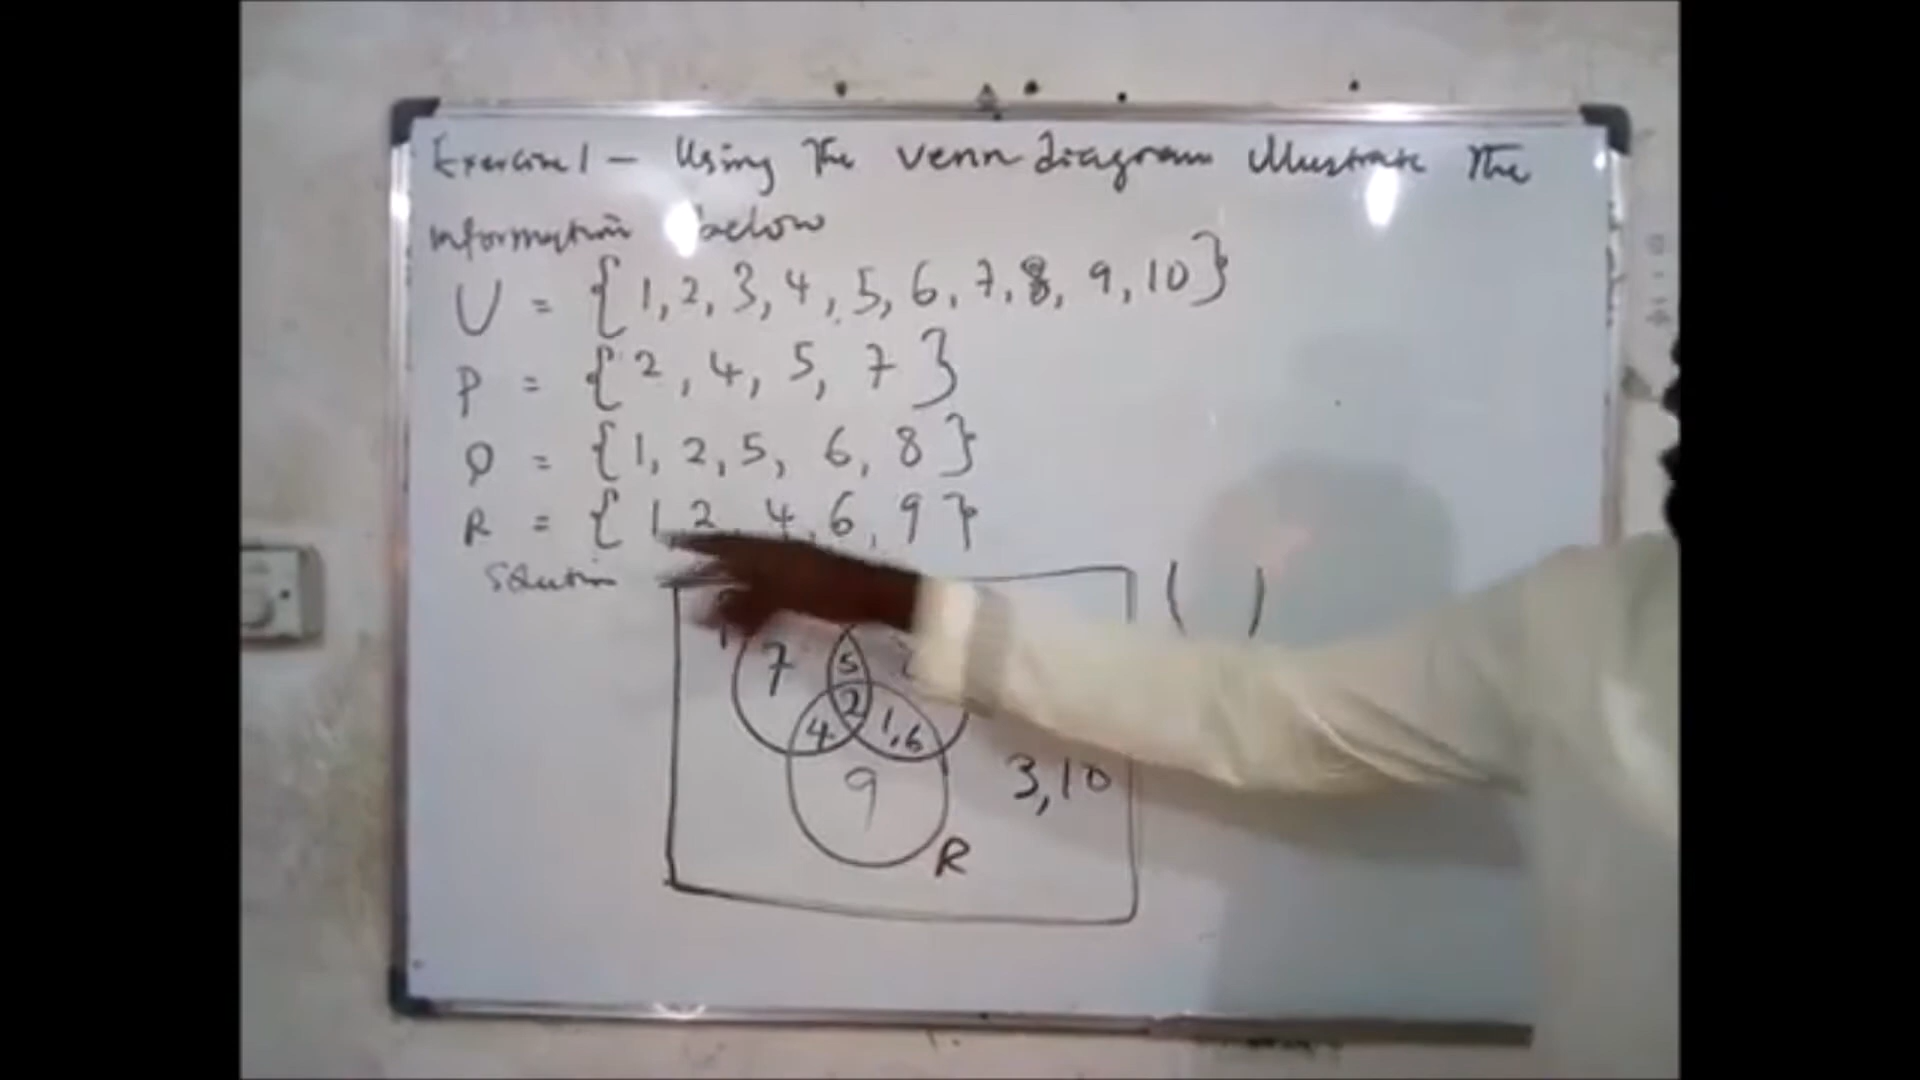 Exercise 1 - Using The Venn diagram illustrate The
information below
U = { 1, 2, 3, 4, 5, 6, 7, 8, 9, 10 }
P = { 2, 4, 5, 7 }
Q = { 1, 2, 5, 6, 8 }
R = { 1, 2, 4, 6, 9 }
Solution
( )
7 5
2
4 1, 6
9 3, 10
R